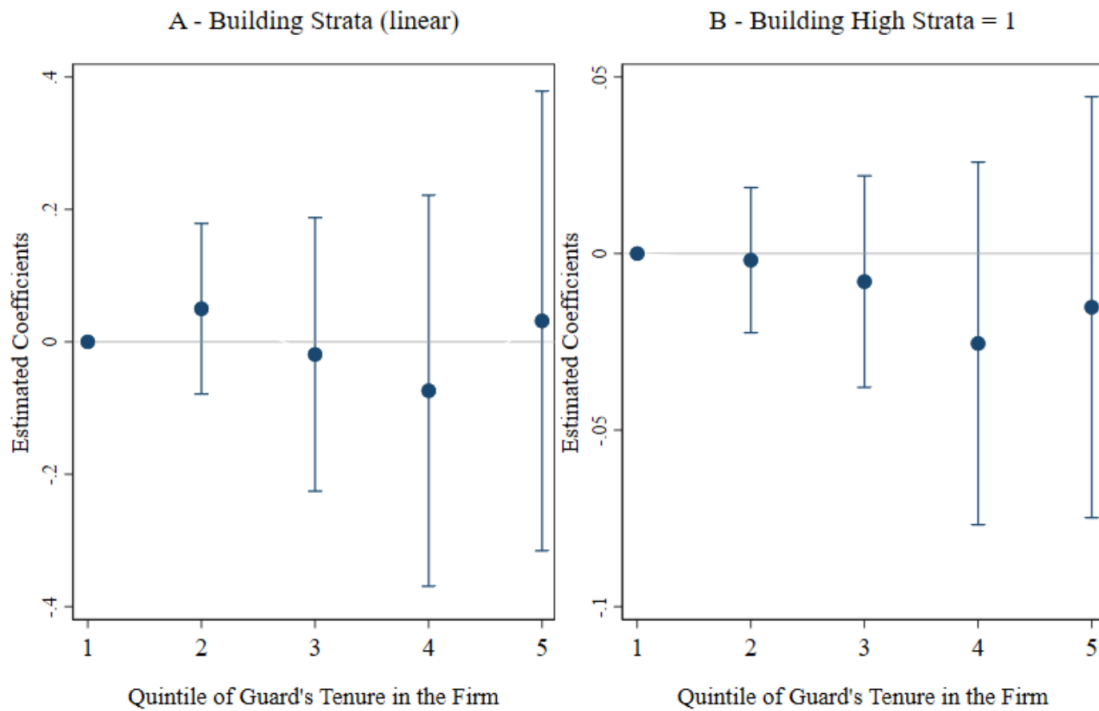 A - Building Strata (linear)
.4
.2
0
-.2
-.4
Estimated Coefficients
1 2 3 4 5
Quintile of Guard's Tenure in the Firm
B - Building High Strata = 1
.05
0
-.05
-.1
Estimated Coefficients
1 2 3 4 5
Quintile of Guard's Tenure in the Firm